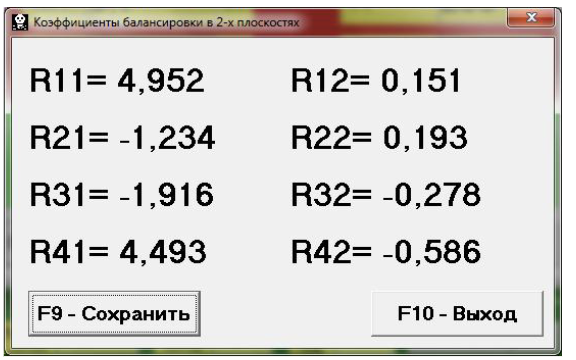 Коэффициенты балансировки в 2-х плоскостях
R11= 4,952 R12= 0,151
R21= -1,234 R22= 0,193
R31= -1,916 R32= -0,278
R41= 4,493 R42= -0,586
F9 - Сохранить F10 - Выход